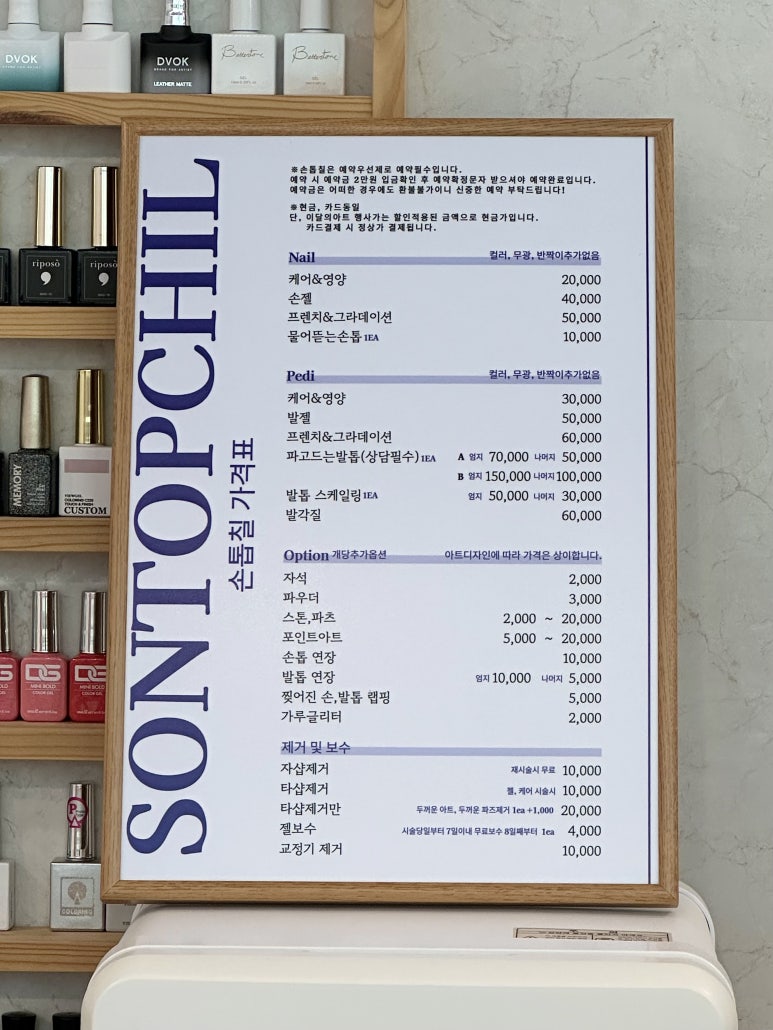 DVOK
DVOK
LEATHER MATTE
Betterstone
GEL
Betterstone
GEL
riposo
riposo
MEMORY
CUSTOM
DG
MINI BOLD
COLOR GEL
DG
MINI BOLD
COLOR GEL
SONTOPCHIL
손톱칠 가격표
※손톱칠은 예약우선제로 예약필수입니다.
예약 시 예약금 2만원 입금확인 후 예약확정문자 받으셔야 예약완료입니다.
예약금은 어떠한 경우에도 환불불가이니 신중한 예약 부탁드립니다!
※현금, 카드동일
단, 이달의아트 행사가는 할인적용된 금액으로 현금가입니다.
카드결제 시 정상가 결제됩니다.
Nail 컬러, 무광, 반짝이추가없음
케어&영양 20,000
손젤 40,000
프렌치&그라데이션 50,000
물어뜯는손톱 1EA 10,000
Pedi 컬러, 무광, 반짝이추가없음
케어&영양 30,000
발젤 50,000
프렌치&그라데이션 60,000
파고드는발톱(상담필수) 1EA A 엄지 70,000 나머지 50,000
B 엄지 150,000 나머지 100,000
발톱 스케일링 1EA 엄지 50,000 나머지 30,000
발각질 60,000
Option 개당추가옵션 아트디자인에 따라 가격은 상이합니다.
자석 2,000
파우더 3,000
스톤,파츠 2,000 ~ 20,000
포인트아트 5,000 ~ 20,000
손톱 연장 10,000
발톱 연장 엄지 10,000 나머지 5,000
찢어진 손,발톱 랩핑 5,000
가루글리터 2,000
제거 및 보수
자샵제거 재시술시 무료 10,000
타샵제거 젤, 케어 시술시 10,000
타샵제거만 두꺼운 아트, 두꺼운 파츠제거 1ea +1,000 20,000
젤보수 시술당일부터 7일이내 무료보수 8일째부터 1ea 4,000
교정기 제거 10,000